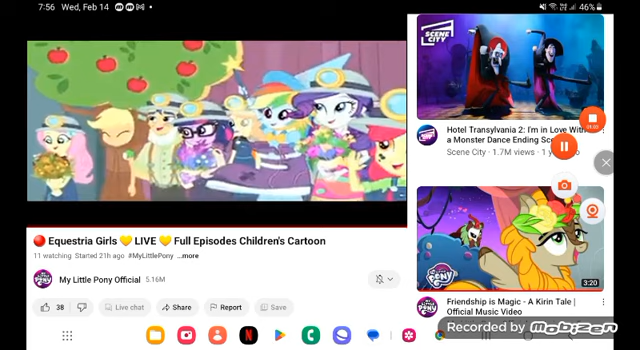 7:56 Wed, Feb 14
46%
SCENE CITY
Hotel Transylvania 2: I'm in Love With
a Monster Dance Ending Sc
Scene City · 1.7M views · 1 y
🔴 Equestria Girls 💛 LIVE 💛 Full Episodes Children's Cartoon
11 watching Started 21h ago #MyLittlePony ...more
My Little Pony Official 5.16M
38
Live chat
Share
Report
Save
3:20
Friendship is Magic - A Kirin Tale |
Official Music Video
Recorded by Mobizen